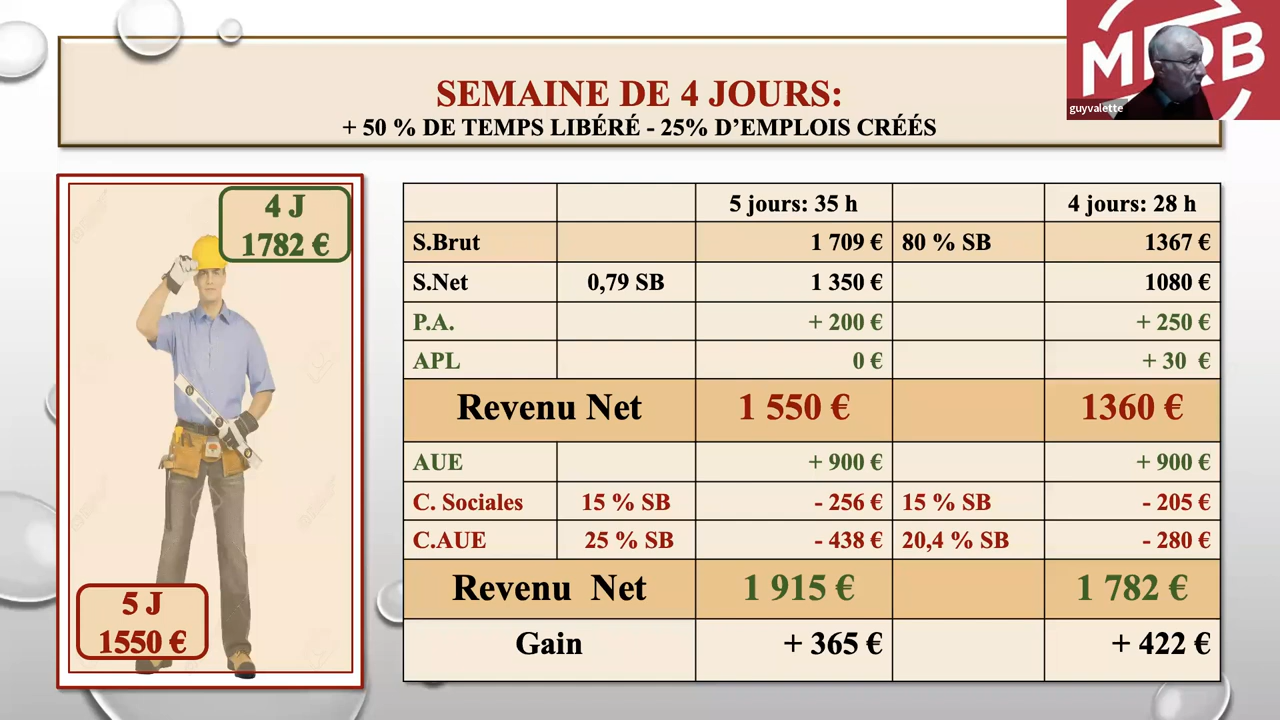 SEMAINE DE 4 JOURS:
+ 50 % DE TEMPS LIBÉRÉ - 25% D’EMPLOIS CRÉÉS
MFRB
guyvalette
4 J
1782 €
5 J
1550 €
5 jours: 35 h 4 jours: 28 h
S.Brut 1 709 € 80 % SB 1367 €
S.Net 0,79 SB 1 350 € 1080 €
P.A. + 200 € + 250 €
APL 0 € + 30 €
Revenu Net 1 550 € 1360 €
AUE + 900 € + 900 €
C. Sociales 15 % SB - 256 € 15 % SB - 205 €
C.AUE 25 % SB - 438 € 20,4 % SB - 280 €
Revenu Net 1 915 € 1 782 €
Gain + 365 € + 422 €